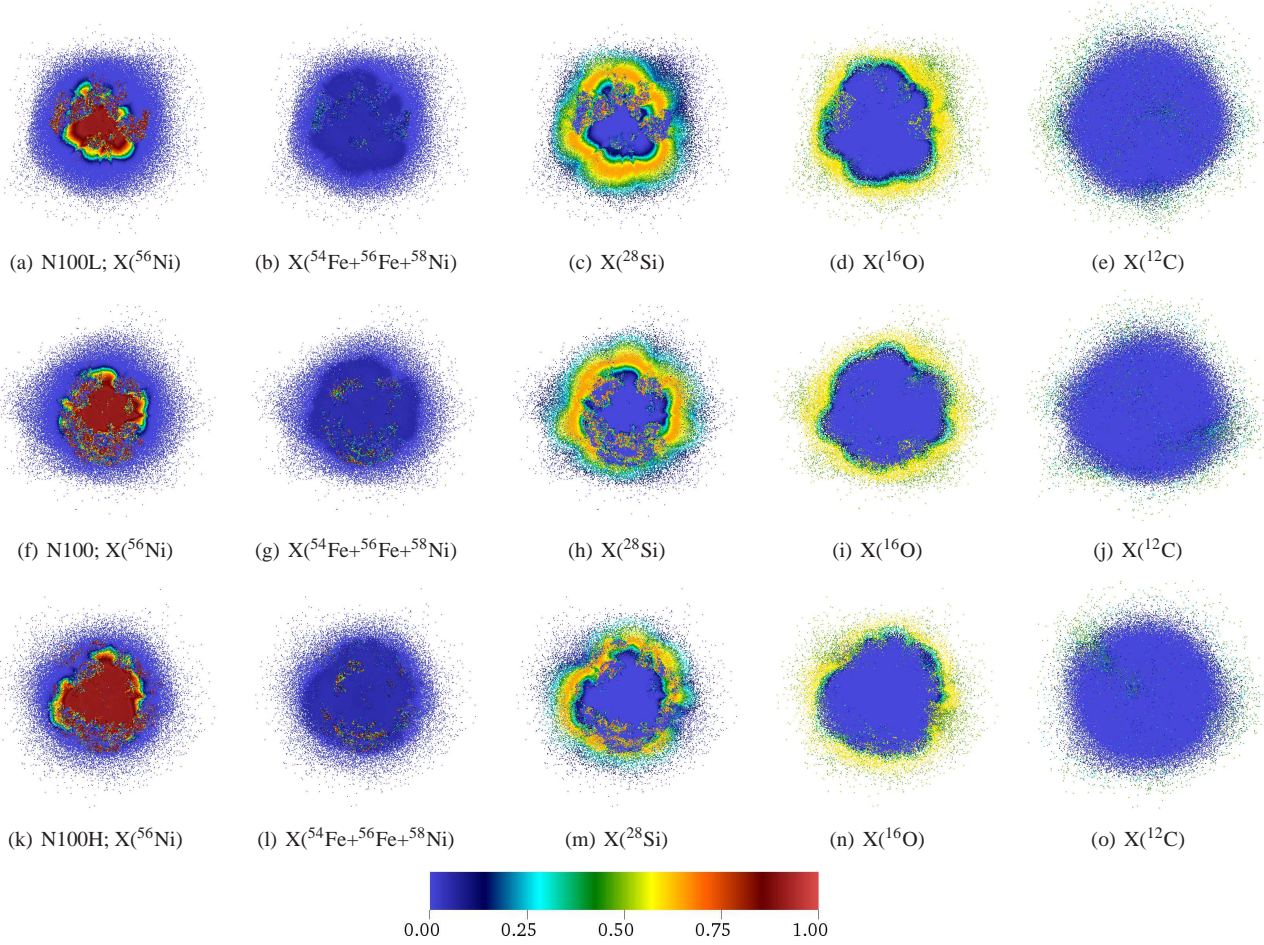 (a) N100L; X(⁵⁶Ni) (b) X(⁵⁴Fe+⁵⁶Fe+⁵⁸Ni) (c) X(²⁸Si) (d) X(¹⁶O) (e) X(¹²C)
(f) N100; X(⁵⁶Ni) (g) X(⁵⁴Fe+⁵⁶Fe+⁵⁸Ni) (h) X(²⁸Si) (i) X(¹⁶O) (j) X(¹²C)
(k) N100H; X(⁵⁶Ni) (l) X(⁵⁴Fe+⁵⁶Fe+⁵⁸Ni) (m) X(²⁸Si) (n) X(¹⁶O) (o) X(¹²C)
0.00 0.25 0.50 0.75 1.00